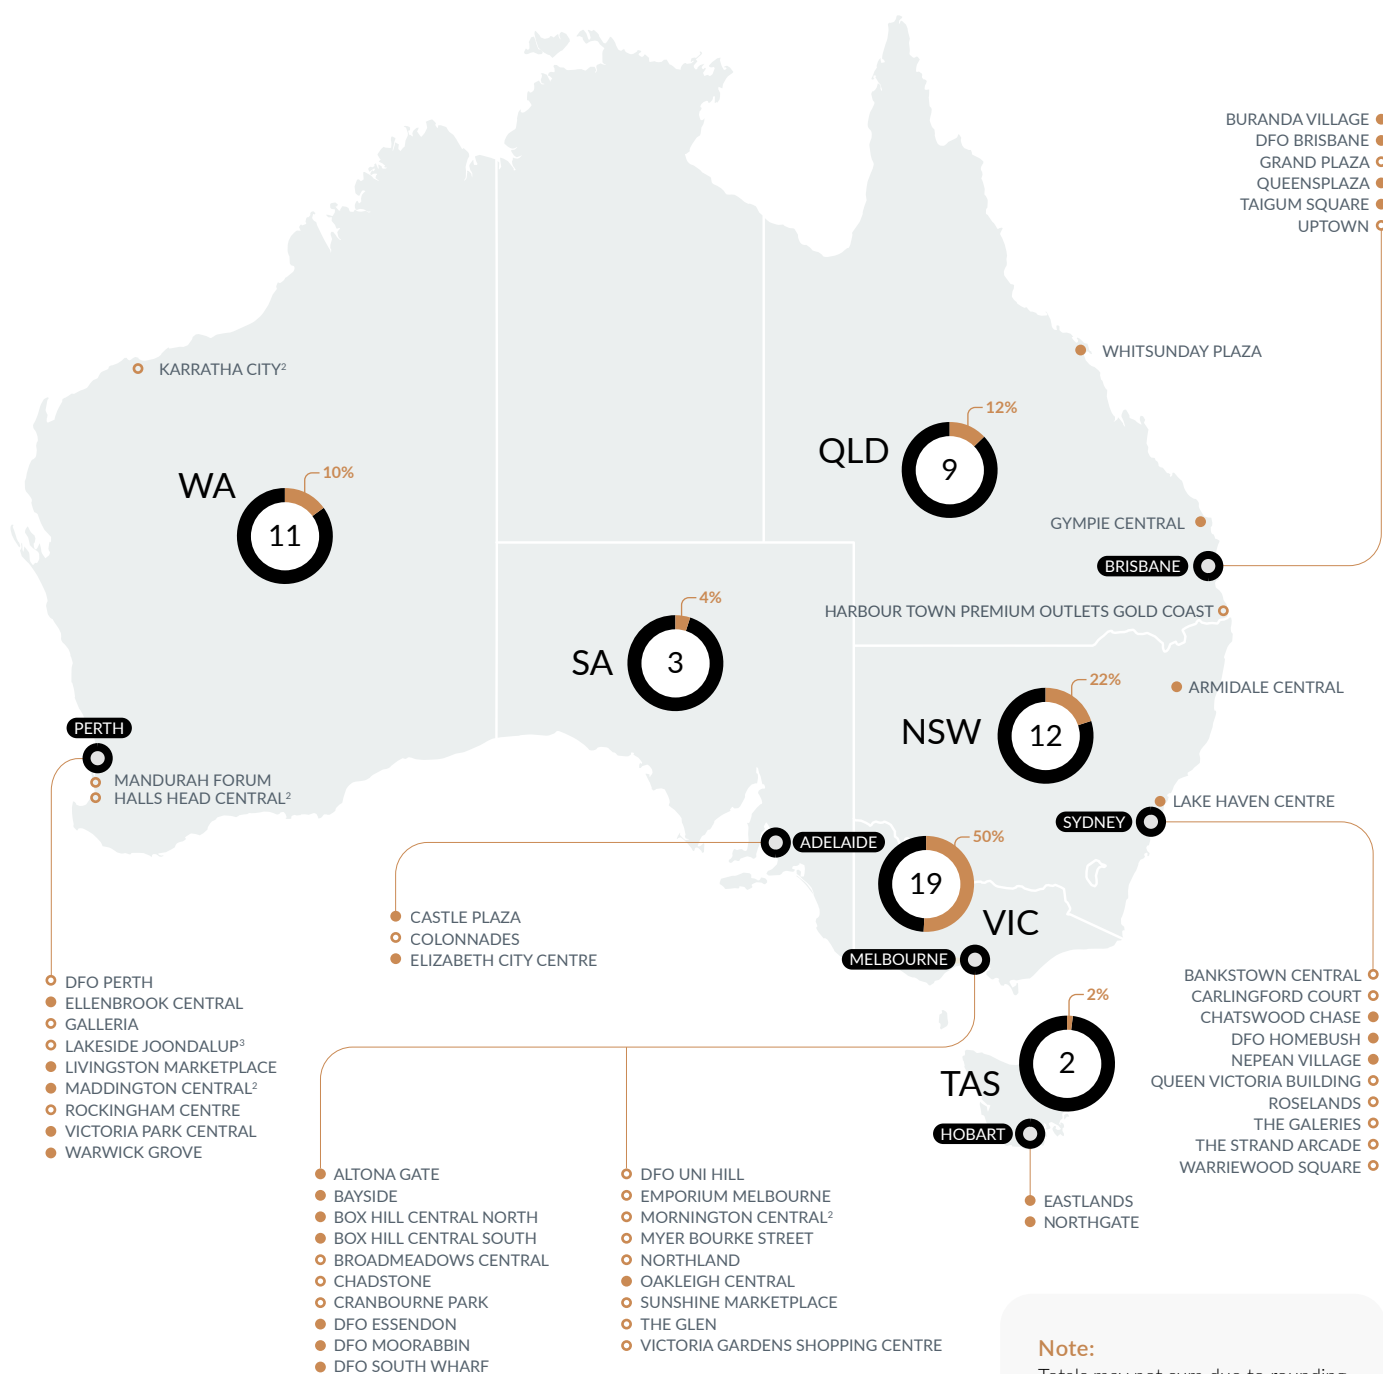 BURANDA VILLAGE
DFO BRISBANE
GRAND PLAZA
QUEENSPLAZA
TAIGUM SQUARE
UPTOWN
WHITSUNDAY PLAZA
KARRATHA CITY²
12%
QLD
9
10%
WA
11
GYMPIE CENTRAL
BRISBANE
HARBOUR TOWN PREMIUM OUTLETS GOLD COAST
4%
SA
3
22%
ARMIDALE CENTRAL
NSW
12
PERTH
MANDURAH FORUM
HALLS HEAD CENTRAL²
LAKE HAVEN CENTRE
SYDNEY
ADELAIDE
50%
19
VIC
MELBOURNE
CASTLE PLAZA
COLONNADES
ELIZABETH CITY CENTRE
DFO PERTH
ELLENBROOK CENTRAL
GALLERIA
LAKESIDE JOONDALUP³
LIVINGSTON MARKETPLACE
MADDINGTON CENTRAL²
ROCKINGHAM CENTRE
VICTORIA PARK CENTRAL
WARWICK GROVE
2%
TAS
2
HOBART
BANKSTOWN CENTRAL
CARLINGFORD COURT
CHATSWOOD CHASE
DFO HOMEBUSH
NEPEAN VILLAGE
QUEEN VICTORIA BUILDING
ROSELANDS
THE GALERIES
THE STRAND ARCADE
WARRIEWOOD SQUARE
EASTLANDS
NORTHGATE
ALTONA GATE
BAYSIDE
BOX HILL CENTRAL NORTH
BOX HILL CENTRAL SOUTH
BROADMEADOWS CENTRAL
CHADSTONE
CRANBOURNE PARK
DFO ESSENDON
DFO MOORABBIN
DFO SOUTH WHARF
DFO UNI HILL
EMPORIUM MELBOURNE
MORNINGTON CENTRAL²
MYER BOURKE STREET
NORTHLAND
OAKLEIGH CENTRAL
SUNSHINE MARKETPLACE
THE GLEN
VICTORIA GARDENS SHOPPING CENTRE
Note:
Totals may not sum due to rounding